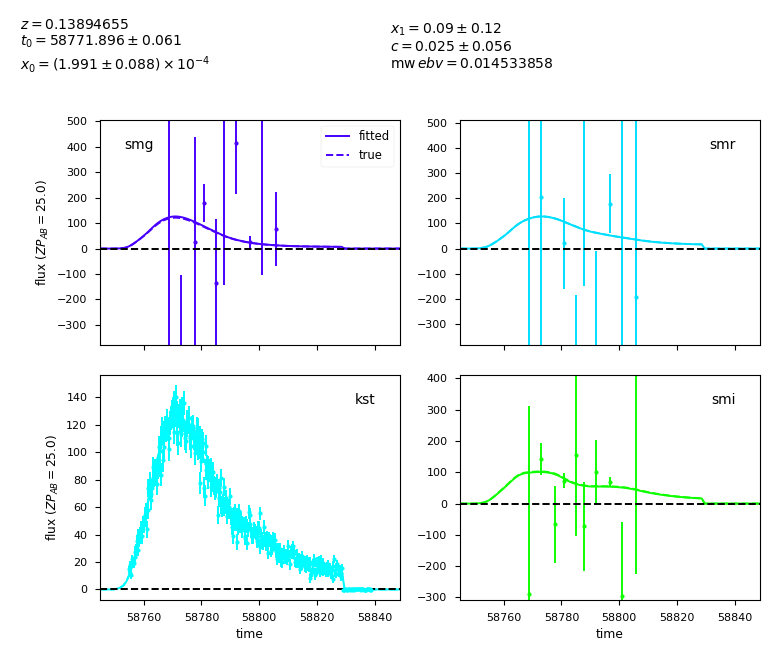 z = 0.13894655
t₀ = 58771.896 ± 0.061
x₀ = (1.991 ± 0.088) × 10⁻⁴
x₁ = 0.09 ± 0.12
c = 0.025 ± 0.056
mw ebv = 0.014533858
500
400
300
200
100
0
−100
−200
−300
flux (ZP_AB = 25.0)
smg
fitted
true
500
400
300
200
100
0
−100
−200
−300
smr
140
120
100
80
60
40
20
0
flux (ZP_AB = 25.0)
kst
58760
58780
58800
58820
58840
time
400
300
200
100
0
−100
−200
−300
smi
58760
58780
58800
58820
58840
time